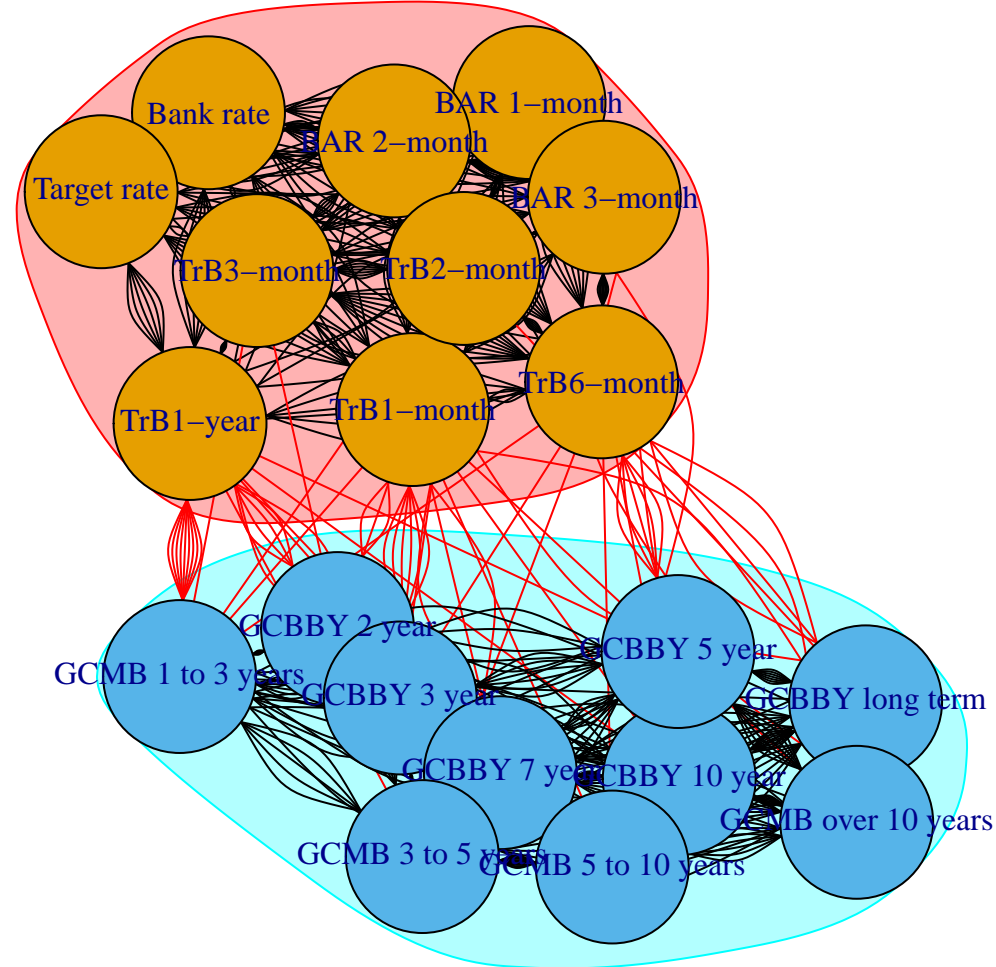 BAR 1−month
Bank rate
BAR 2−month
Target rate
BAR 3−month
TrB3−month
TrB2−month
TrB6−month
TrB1−month
TrB1−year
GCBBY 2 year
GCBBY 5 year
GCMB 1 to 3 years
GCBBY 3 year
GCBBY long term
GCBBY 7 year
GCBBY 10 year
GCMB over 10 years
GCMB 3 to 5 years
GCMB 5 to 10 years